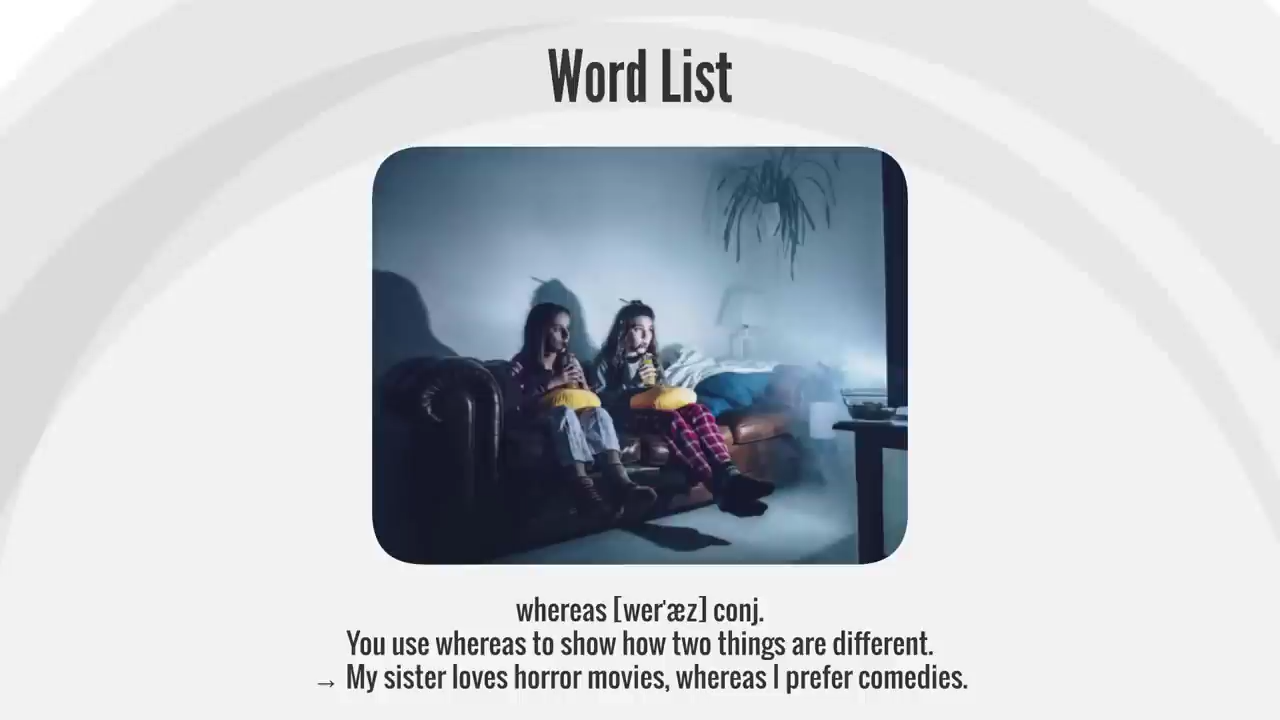 Word List
whereas [werˈæz] conj.
You use whereas to show how two things are different.
→ My sister loves horror movies, whereas I prefer comedies.